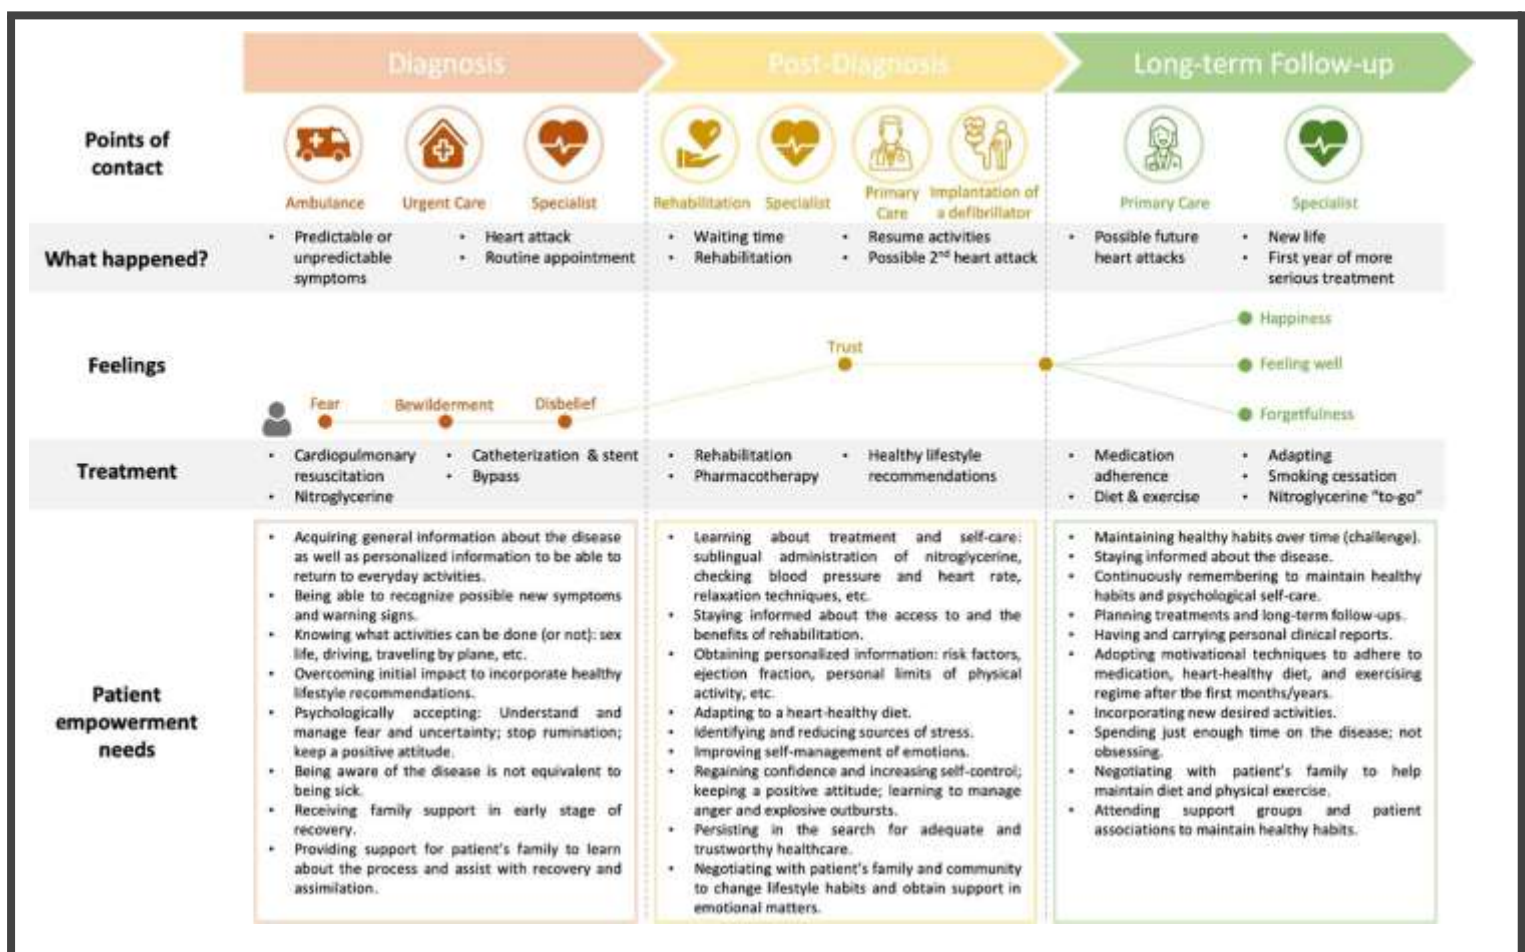 Diagnosis
Post-Diagnosis
Long-term Follow-up
Points of
contact
Ambulance
Urgent Care
Specialist
Rehabilitation
Specialist
Primary
Care
Implantation of
a defibrillator
Primary Care
Specialist
What happened?
• Predictable or
unpredictable
symptoms
• Heart attack
• Routine appointment
• Waiting time
• Rehabilitation
• Resume activities
• Possible 2nd heart attack
• Possible future
heart attacks
• New life
• First year of more
serious treatment
Feelings
Fear
Bewilderment
Disbelief
Trust
Happiness
Feeling well
Forgetfulness
Treatment
• Cardiopulmonary
resuscitation
• Nitroglycerine
• Catheterization & stent
• Bypass
• Rehabilitation
• Pharmacotherapy
• Healthy lifestyle
recommendations
• Medication
adherence
• Diet & exercise
• Adapting
• Smoking cessation
• Nitroglycerine "to-go"
Patient
empowerment
needs
• Acquiring general information about the disease
as well as personalized information to be able to
return to everyday activities.
• Being able to recognize possible new symptoms
and warning signs.
• Knowing what activities can be done (or not): sex
life, driving, traveling by plane, etc.
• Overcoming initial impact to incorporate healthy
lifestyle recommendations.
• Psychologically accepting: Understand and
manage fear and uncertainty; stop rumination;
keep a positive attitude.
• Being aware of the disease is not equivalent to
being sick.
• Receiving family support in early stage of
recovery.
• Providing support for patient's family to learn
about the process and assist with recovery and
assimilation.
• Learning about treatment and self-care:
sublingual administration of nitroglycerine,
checking blood pressure and heart rate,
relaxation techniques, etc.
• Staying informed about the access to and the
benefits of rehabilitation.
• Obtaining personalized information: risk factors,
ejection fraction, personal limits of physical
activity, etc.
• Adapting to a heart-healthy diet.
• Identifying and reducing sources of stress.
• Improving self-management of emotions.
• Regaining confidence and increasing self-control;
keeping a positive attitude; learning to manage
anger and explosive outbursts.
• Persisting in the search for adequate and
trustworthy healthcare.
• Negotiating with patient's family and community
to change lifestyle habits and obtain support in
emotional matters.
• Maintaining healthy habits over time (challenge).
• Staying informed about the disease.
• Continuously remembering to maintain healthy
habits and psychological self-care.
• Planning treatments and long-term follow-ups.
• Having and carrying personal clinical reports.
• Adopting motivational techniques to adhere to
medication, heart-healthy diet, and exercising
regime after the first months/years.
• Incorporating new desired activities.
• Spending just enough time on the disease; not
obsessing.
• Negotiating with patient's family to help
maintain diet and physical exercise.
• Attending support groups and patient
associations to maintain healthy habits.